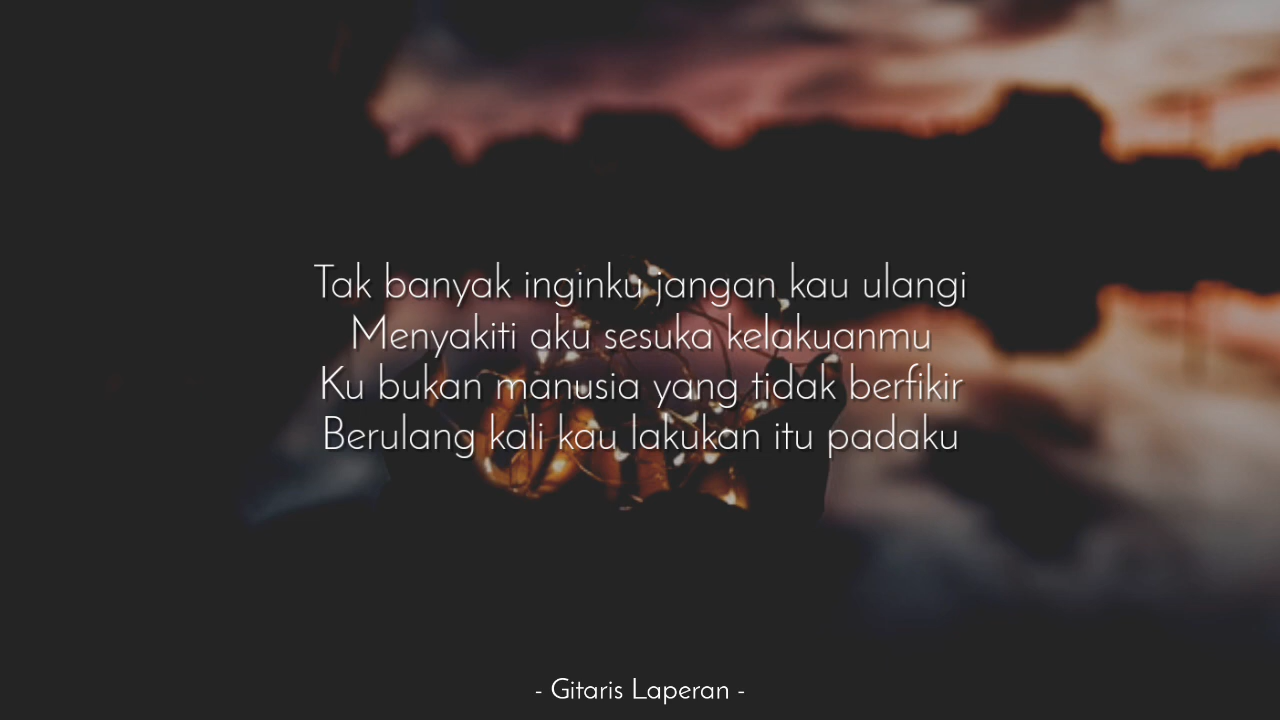 Tak banyak inginku jangan kau ulangi
Menyakiti aku sesuka kelakuanmu
Ku bukan manusia yang tidak berfikir
Berulang kali kau lakukan itu padaku
- Gitaris Laperan -